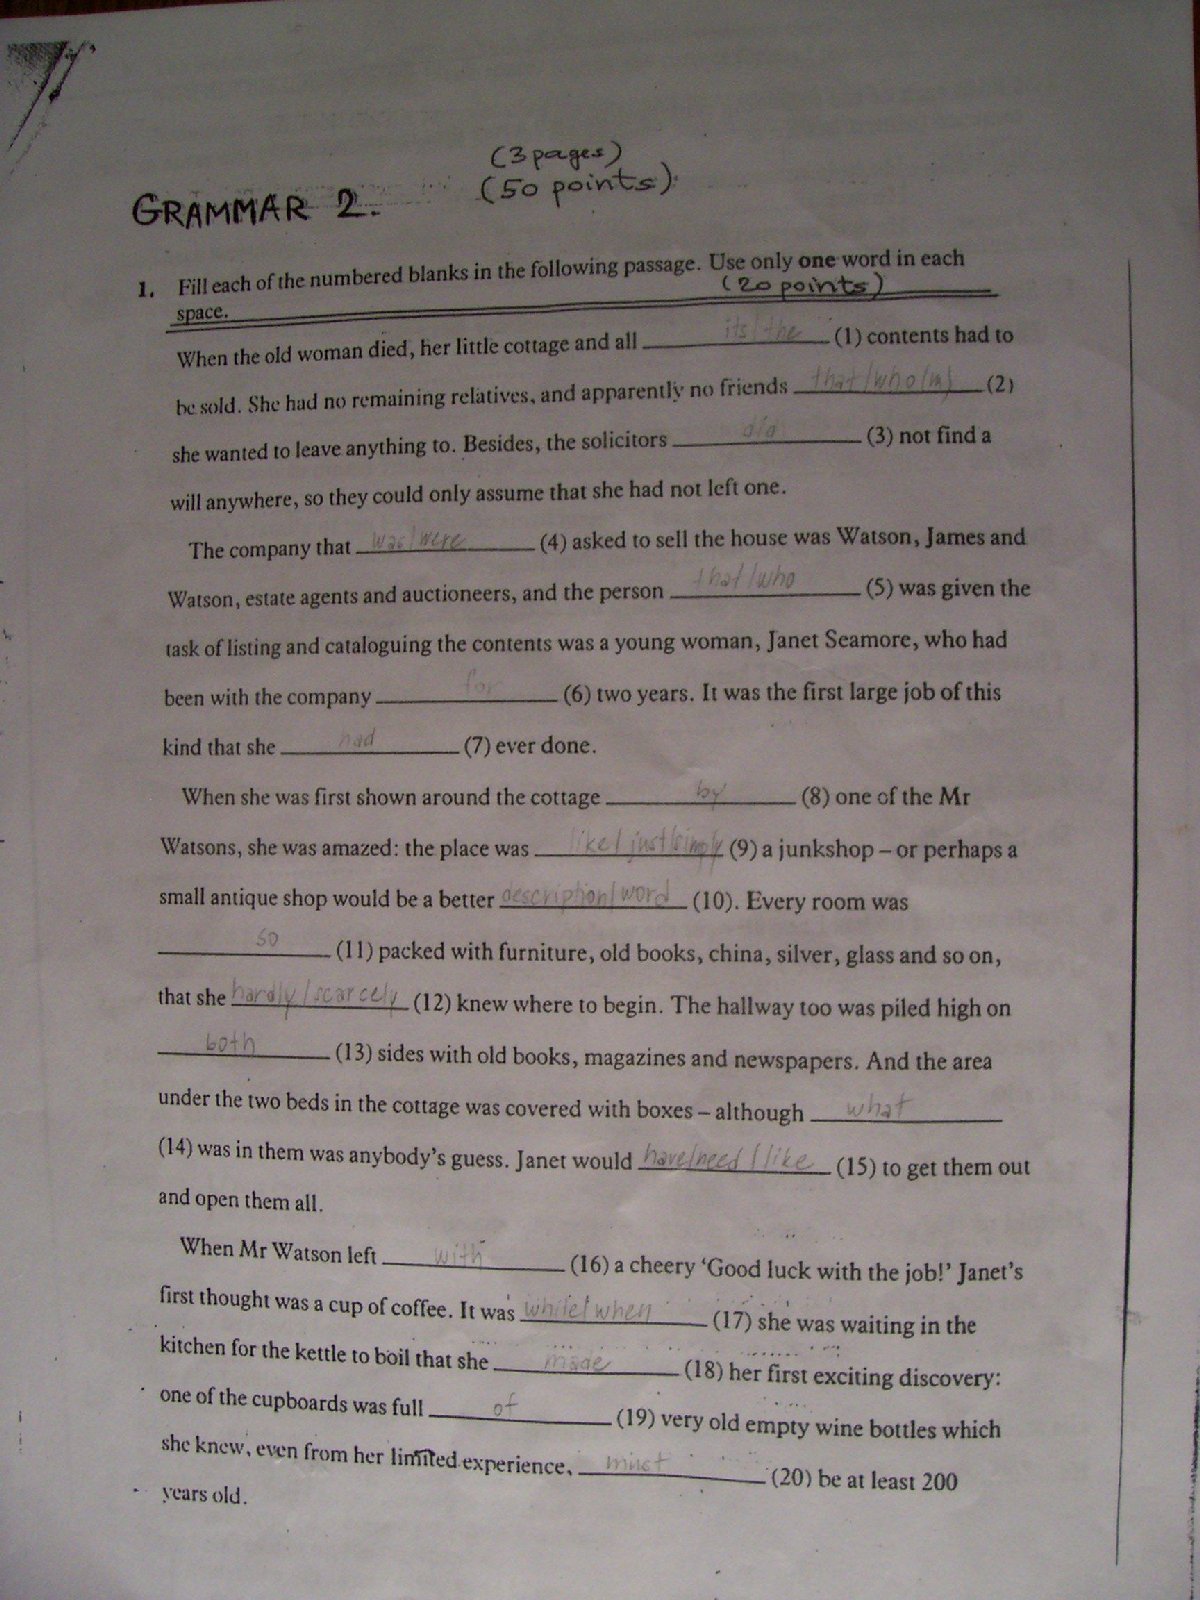 (3 pages)
(50 points)
GRAMMAR 2.
1. Fill each of the numbered blanks in the following passage. Use only one word in each
(20 points)
space.
When the old woman died, her little cottage and all its/the (1) contents had to
be sold. She had no remaining relatives, and apparently no friends that/who(m) (2)
she wanted to leave anything to. Besides, the solicitors did (3) not find a
will anywhere, so they could only assume that she had not left one.
The company that was/were (4) asked to sell the house was Watson, James and
Watson, estate agents and auctioneers, and the person that/who (5) was given the
task of listing and cataloguing the contents was a young woman, Janet Seamore, who had
been with the company for (6) two years. It was the first large job of this
kind that she had (7) ever done.
When she was first shown around the cottage by (8) one of the Mr
Watsons, she was amazed: the place was like/just/simply (9) a junkshop – or perhaps a
small antique shop would be a better description/word (10). Every room was
so (11) packed with furniture, old books, china, silver, glass and so on,
that she hardly/scarcely (12) knew where to begin. The hallway too was piled high on
both (13) sides with old books, magazines and newspapers. And the area
under the two beds in the cottage was covered with boxes – although what
(14) was in them was anybody's guess. Janet would have/need/like (15) to get them out
and open them all.
When Mr Watson left with (16) a cheery ‘Good luck with the job!’ Janet's
first thought was a cup of coffee. It was while/when (17) she was waiting in the
kitchen for the kettle to boil that she made (18) her first exciting discovery:
one of the cupboards was full of (19) very old empty wine bottles which
she knew, even from her limited experience, must (20) be at least 200
years old.